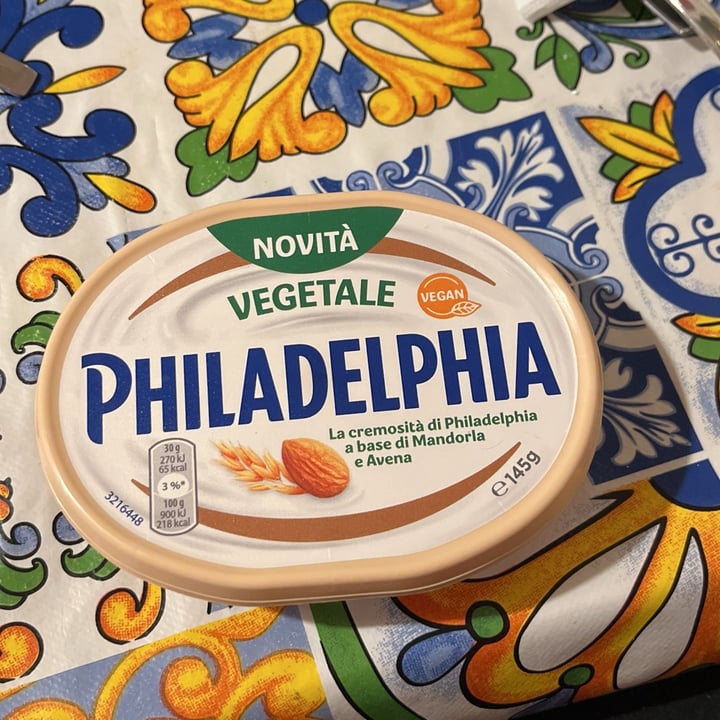 NOVITÀ
VEGETALE
VEGAN
PHILADELPHIA
La cremosità di Philadelphia
a base di Mandorla
e Avena
30 g
270 kJ
65 kcal
3 %*
100 g
900 kJ
218 kcal
3216448
℮ 145g